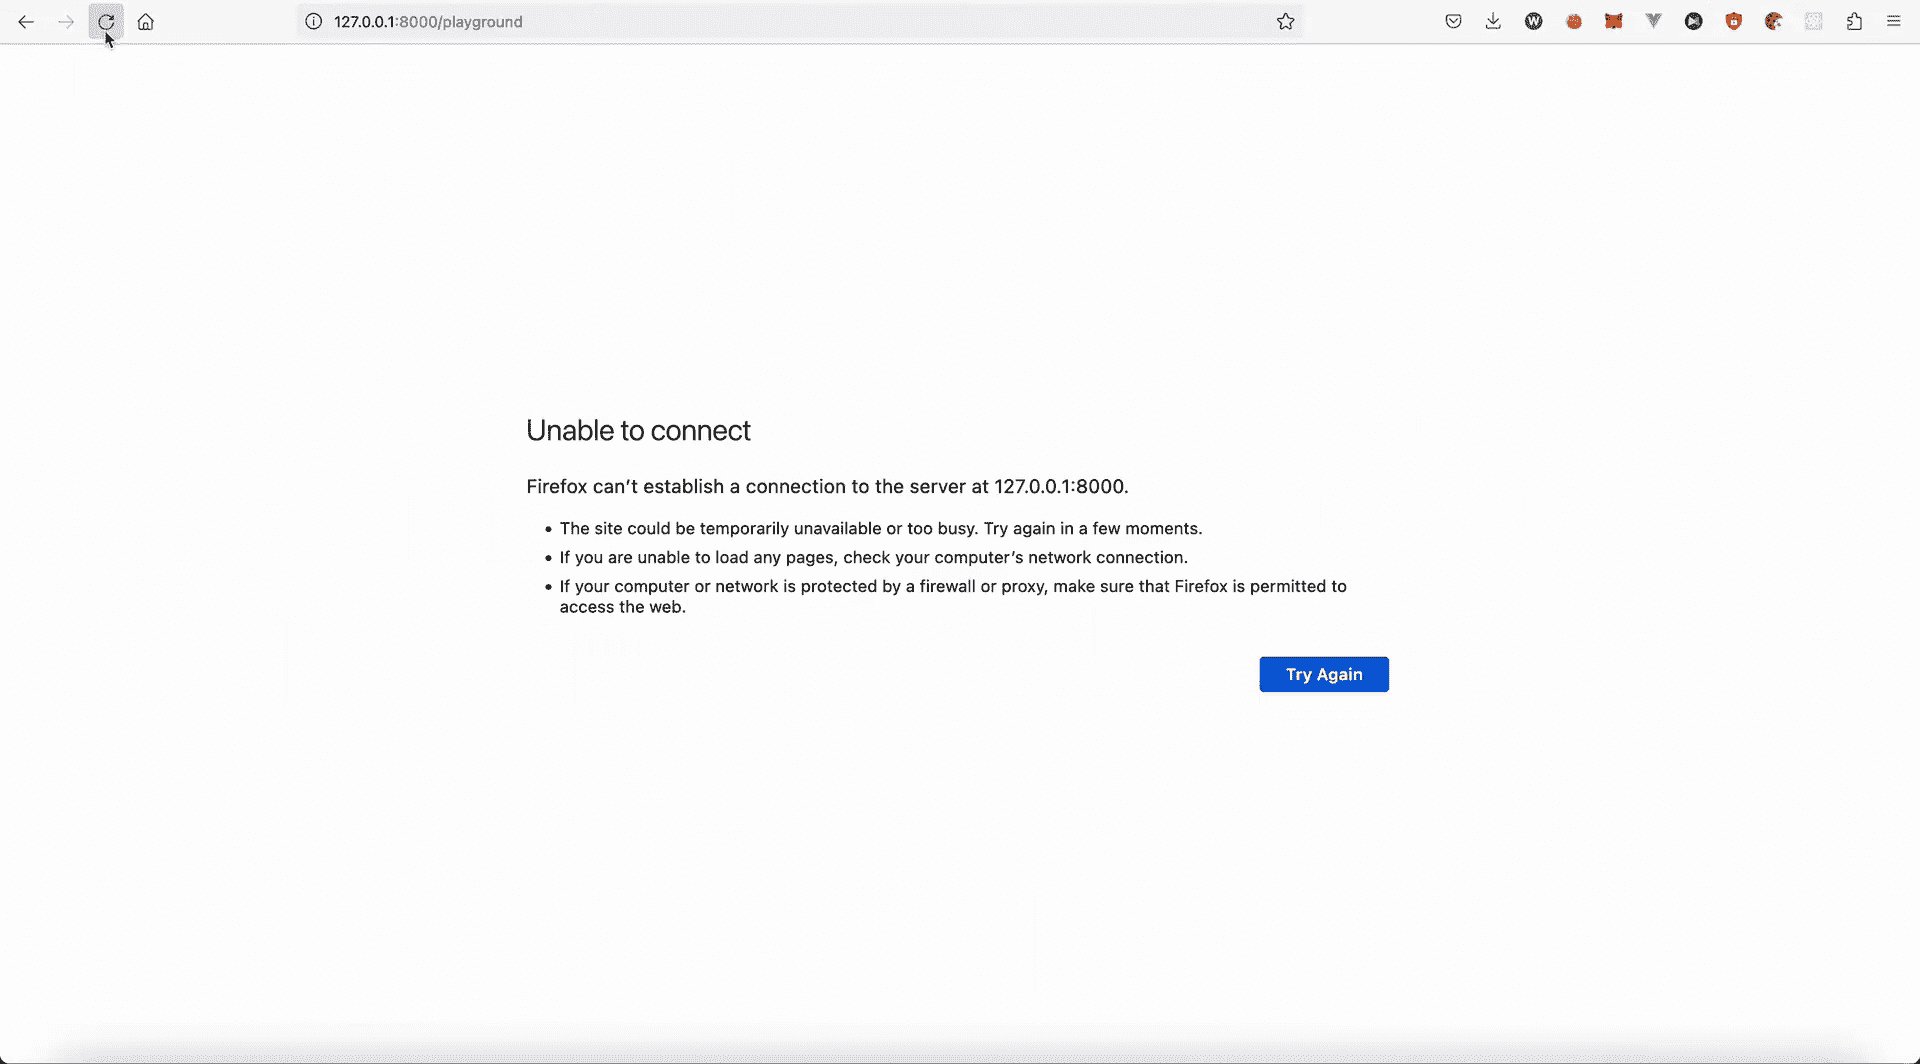 127.0.0.1:8000/playground
Unable to connect
Firefox can’t establish a connection to the server at 127.0.0.1:8000.
• The site could be temporarily unavailable or too busy. Try again in a few moments.
• If you are unable to load any pages, check your computer’s network connection.
• If your computer or network is protected by a firewall or proxy, make sure that Firefox is permitted to
access the web.
Try Again